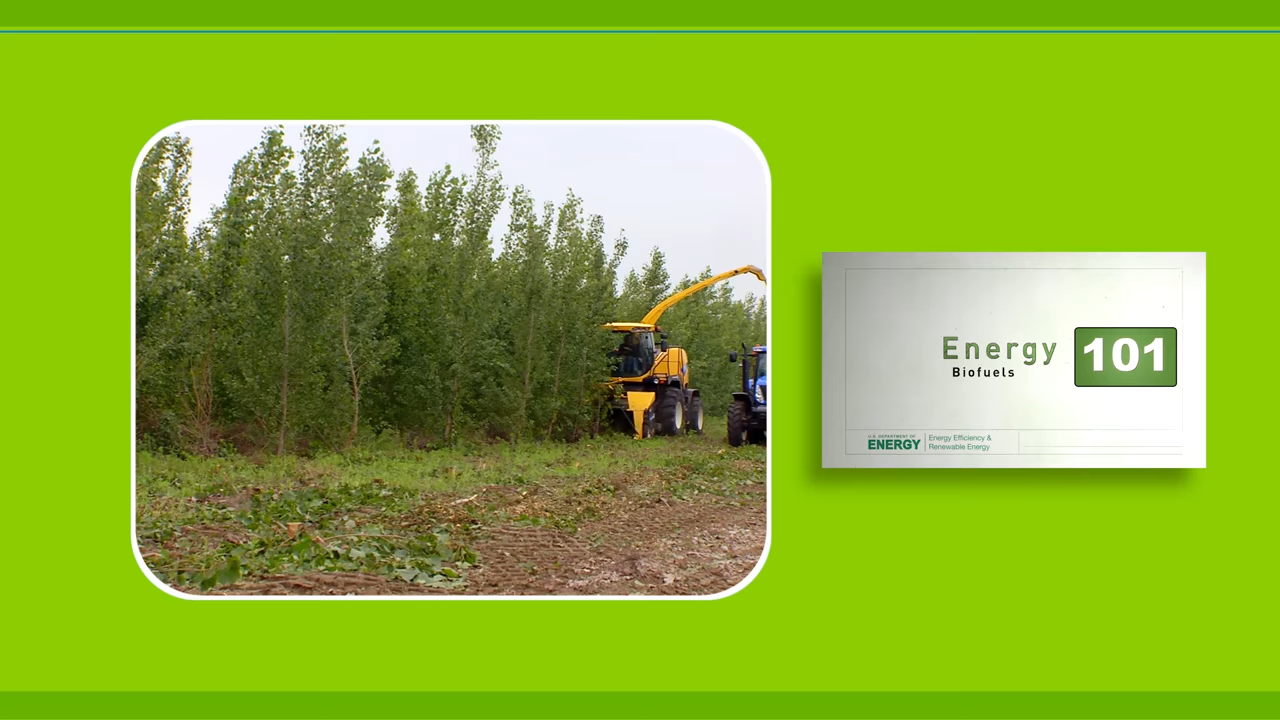 Energy
Biofuels
101
U.S. DEPARTMENT OF
ENERGY
Energy Efficiency &
Renewable Energy